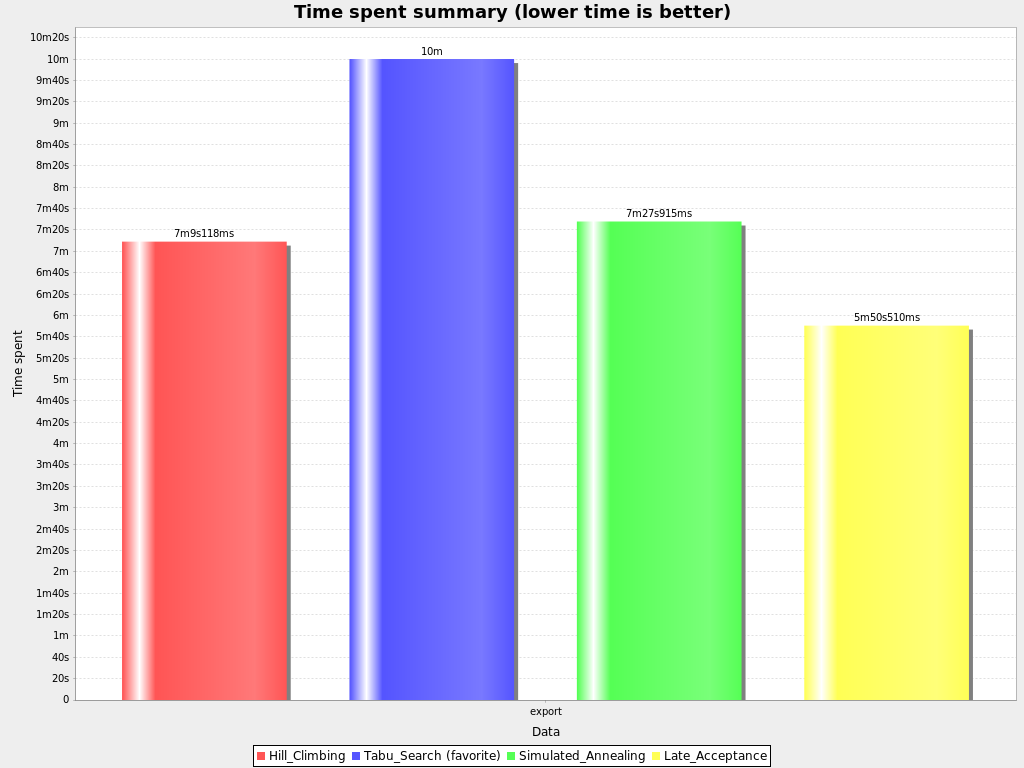 Time spent summary (lower time is better)
10m20s
10m
9m40s
9m20s
9m
8m40s
8m20s
8m
7m40s
7m20s
7m
6m40s
6m20s
6m
5m40s
5m20s
5m
4m40s
4m20s
4m
3m40s
3m20s
3m
2m40s
2m20s
2m
1m40s
1m20s
1m
40s
20s
0
Time spent
7m9s118ms
10m
7m27s915ms
5m50s510ms
export
Data
Hill_Climbing Tabu_Search (favorite) Simulated_Annealing Late_Acceptance